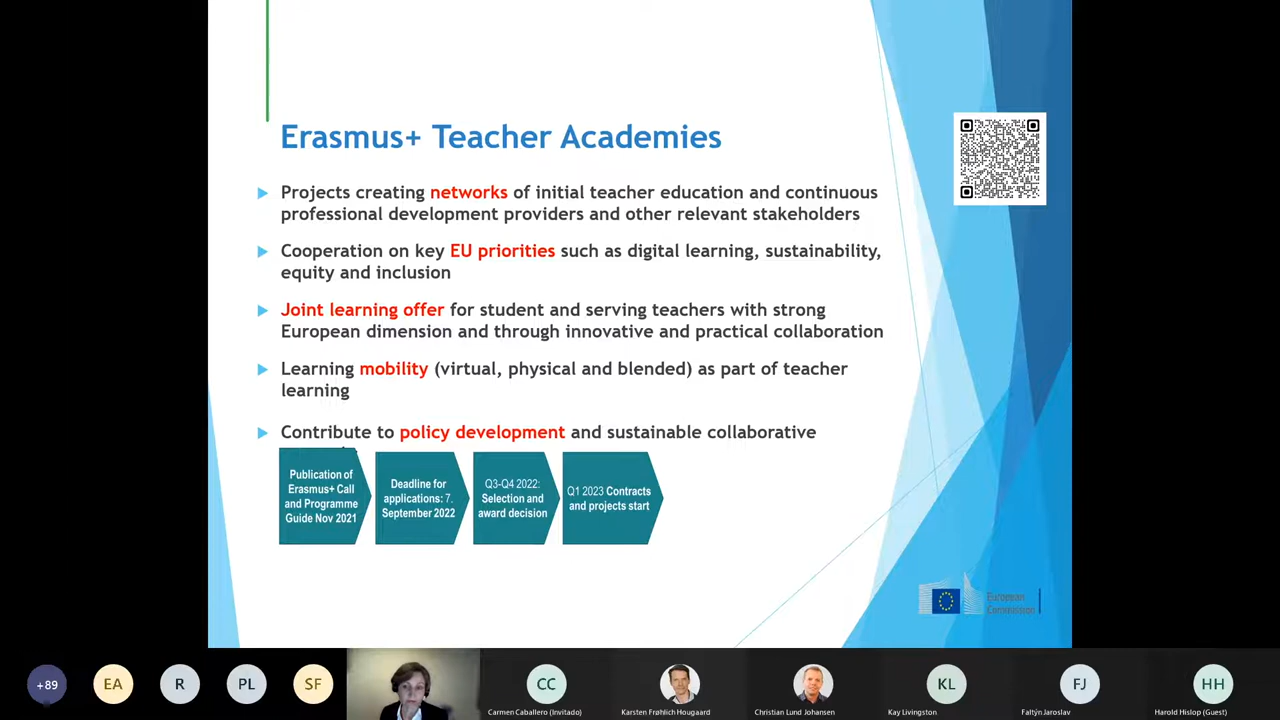 Erasmus+ Teacher Academies
Projects creating networks of initial teacher education and continuous
professional development providers and other relevant stakeholders
Cooperation on key EU priorities such as digital learning, sustainability,
equity and inclusion
Joint learning offer for student and serving teachers with strong
European dimension and through innovative and practical collaboration
Learning mobility (virtual, physical and blended) as part of teacher
learning
Contribute to policy development and sustainable collaborative
Publication of
Erasmus+ Call
and Programme
Guide Nov 2021
Deadline for
applications: 7.
September 2022
Q3-Q4 2022:
Selection and
award decision
Q1 2023 Contracts
and projects start
European
Commission
+89
EA
R
PL
SF
CC
Carmen Caballero (Invitado)
Karsten Frøhlich Hougaard
Christian Lund Johansen
KL
Kay Livingston
FJ
Faltýn Jaroslav
HH
Harold Hislop (Guest)